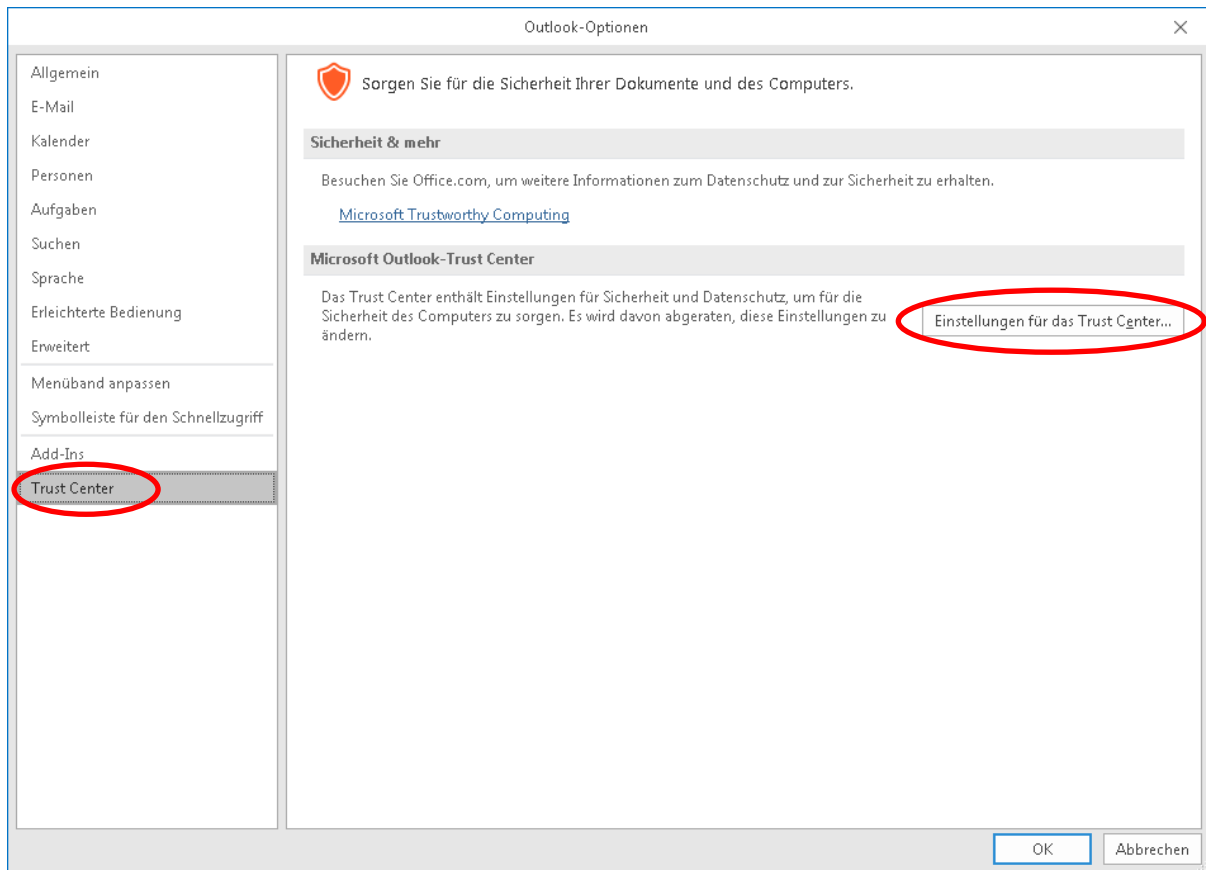 Outlook-Optionen
Allgemein
E-Mail
Kalender
Personen
Aufgaben
Suchen
Sprache
Erleichterte Bedienung
Erweitert
Menüband anpassen
Symbolleiste für den Schnellzugriff
Add-Ins
Trust Center
Sorgen Sie für die Sicherheit Ihrer Dokumente und des Computers.
Sicherheit & mehr
Besuchen Sie Office.com, um weitere Informationen zum Datenschutz und zur Sicherheit zu erhalten.
Microsoft Trustworthy Computing
Microsoft Outlook-Trust Center
Das Trust Center enthält Einstellungen für Sicherheit und Datenschutz, um für die
Sicherheit des Computers zu sorgen. Es wird davon abgeraten, diese Einstellungen zu
ändern.
Einstellungen für das Trust Center...
OK
Abbrechen